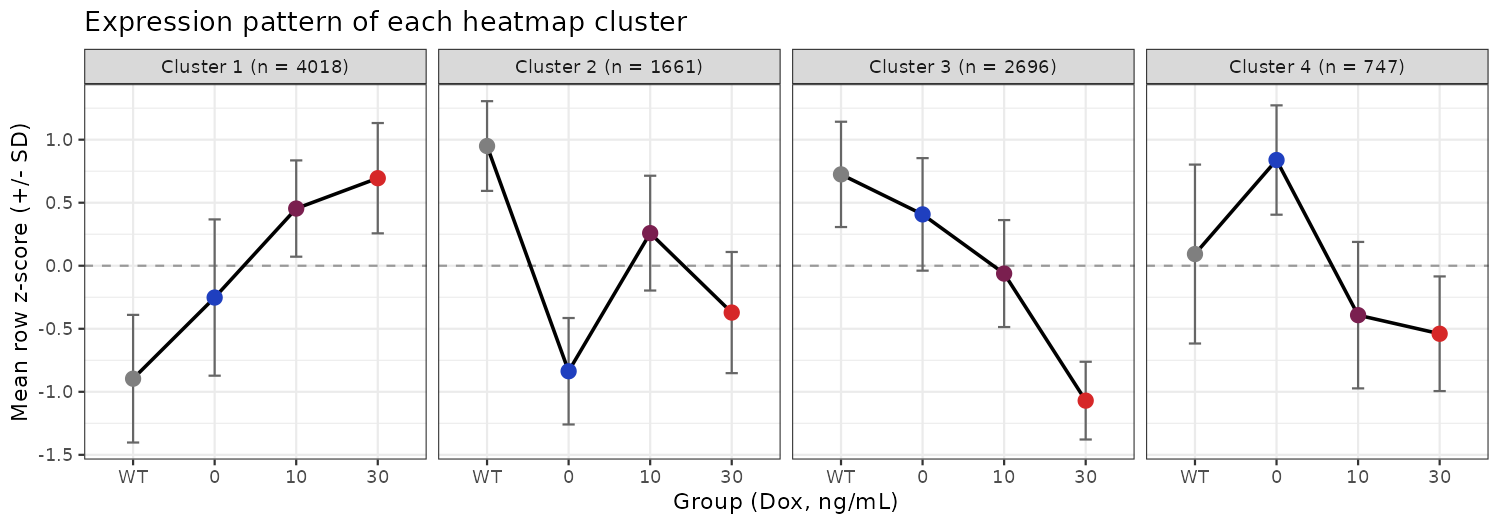 Expression pattern of each heatmap cluster
Cluster 1 (n = 4018)
Cluster 2 (n = 1661)
Cluster 3 (n = 2696)
Cluster 4 (n = 747)
Mean row z-score (+/- SD)
1.0
0.5
0.0
-0.5
-1.0
-1.5
WT 0 10 30
WT 0 10 30
WT 0 10 30
WT 0 10 30
Group (Dox, ng/mL)